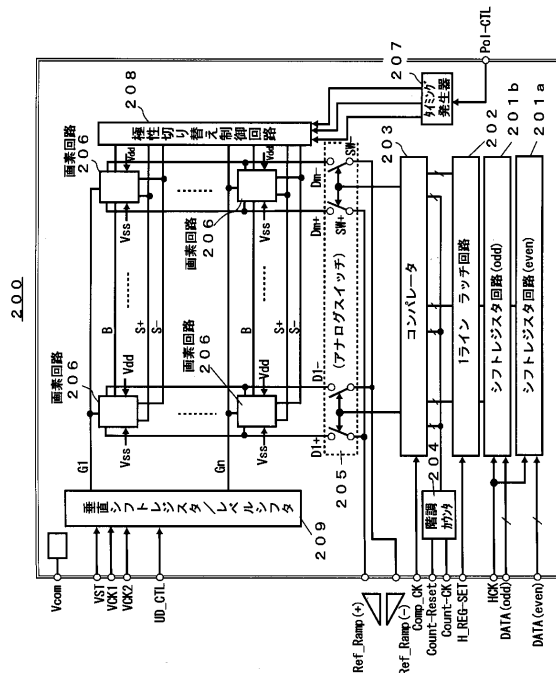 200
Vcom
VST
VCK1
VCK2
UD_CTL
垂直シフトレジスタ/レベルシフタ
209
G1
Gn
画素回路
206
画素回路
206
画素回路
206
画素回路
206
Vss
Vdd
Vss
Vdd
Vss
Vdd
Vss
Vdd
B
S+
S-
B
S+
S-
極性切り替え制御回路
208
D1+
D1-
Dm+
Dm-
SW+
SW-
(アナログスイッチ)
205
タイミング
発生器
207
Pol-CTL
Ref_Ramp(+)
Ref_Ramp(-)
Comp_CK
Count-Reset
Count-CK
H_REG-SET
HCK
DATA(odd)
DATA(even)
階調
カウンタ
204
コンパレータ
203
1ライン ラッチ回路
202
シフトレジスタ回路(odd)
201b
シフトレジスタ回路(even)
201a